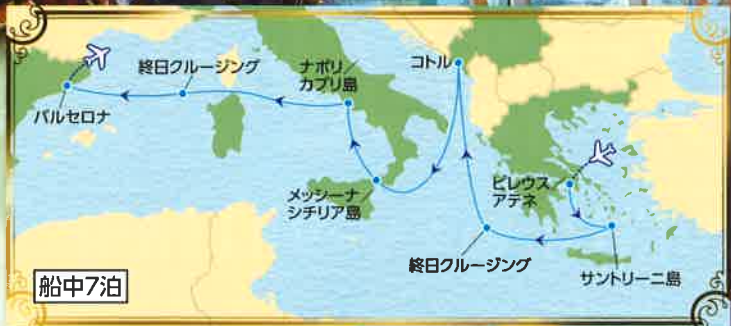 終日クルージング
ナポリ/
カプリ島
コトル
バルセロナ
メッシーナ/
シチリア島
ピレウス/
アテネ
終日クルージング
サントリーニ島
船中7泊